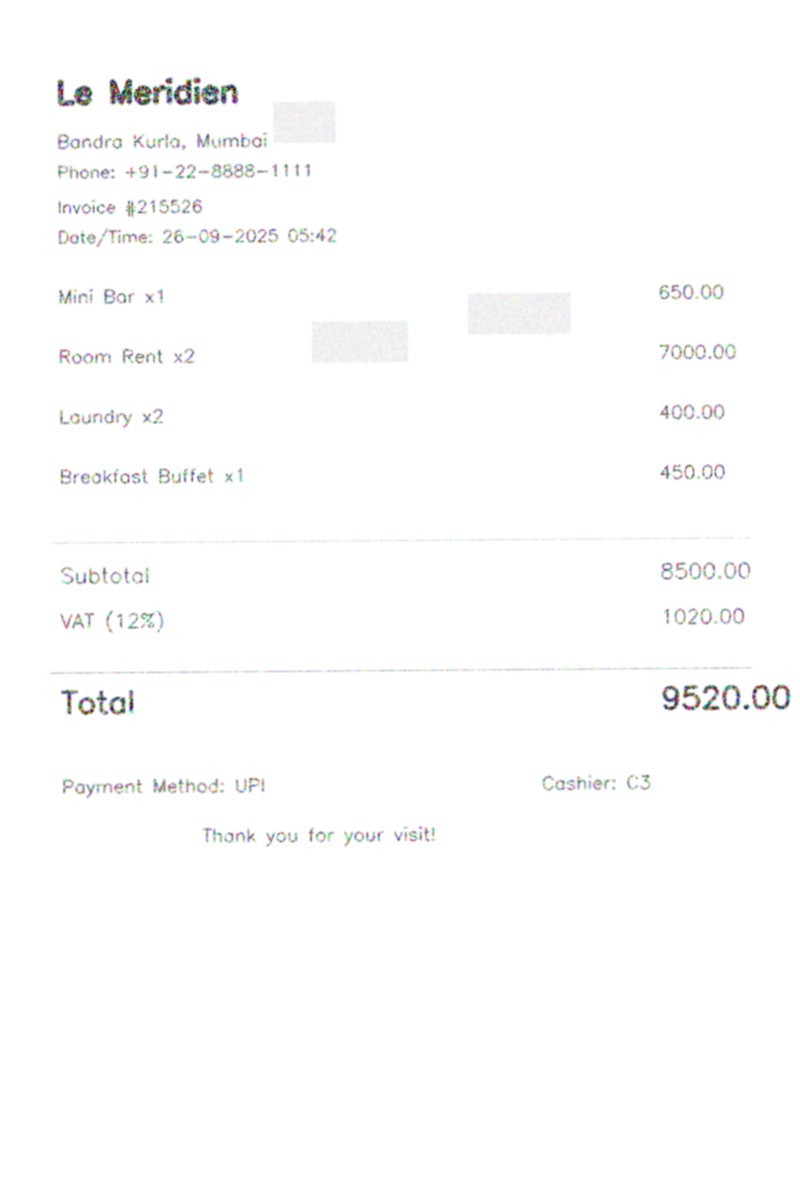 Le Meridien
Bandra Kurla, Mumbai
Phone: +91-22-8888-1111
Invoice #215526
Date/Time: 26-09-2025 05:42
Mini Bar x1 650.00
Room Rent x2 7000.00
Laundry x2 400.00
Breakfast Buffet x1 450.00
Subtotal 8500.00
VAT (12%) 1020.00
Total 9520.00
Payment Method: UPI Cashier: C3
Thank you for your visit!